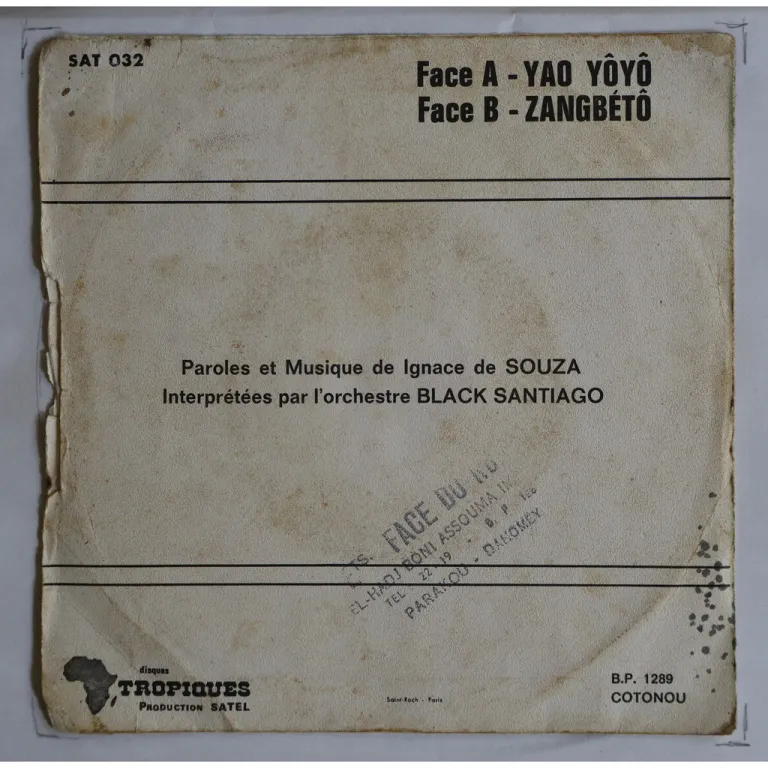 SAT 032
Face A - YAO YÔYÔ
Face B - ZANGBÉTÔ
Paroles et Musique de Ignace de SOUZA
Interprétées par l'orchestre BLACK SANTIAGO
FACE DU
EL-HADJ BONI ASSOUMA
TEL 22-19 - B. P
PARAKOU - DAHOMEY
disques
TROPIQUES
PRODUCTION SATEL
Saint-Roch - Paris
B.P. 1289
COTONOU